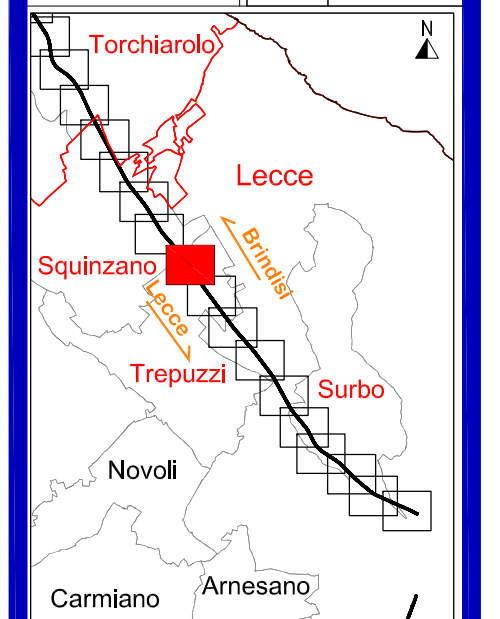 N
Torchiarolo
Lecce
Brindisi
Squinzano
Lecce
Trepuzzi
Surbo
Novoli
Arnesano
Carmiano